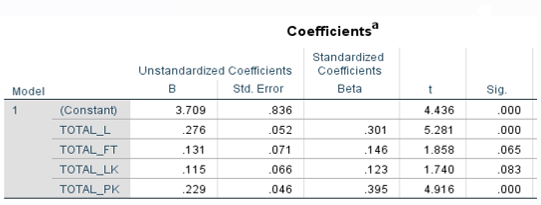 Coefficientsᵃ
Unstandardized Coefficients Standardized Coefficients
Model B Std. Error Beta t Sig.
1 (Constant) 3.709 .836 4.436 .000
TOTAL_L .276 .052 .301 5.281 .000
TOTAL_FT .131 .071 .146 1.858 .065
TOTAL_LK .115 .066 .123 1.740 .083
TOTAL_PK .229 .046 .395 4.916 .000